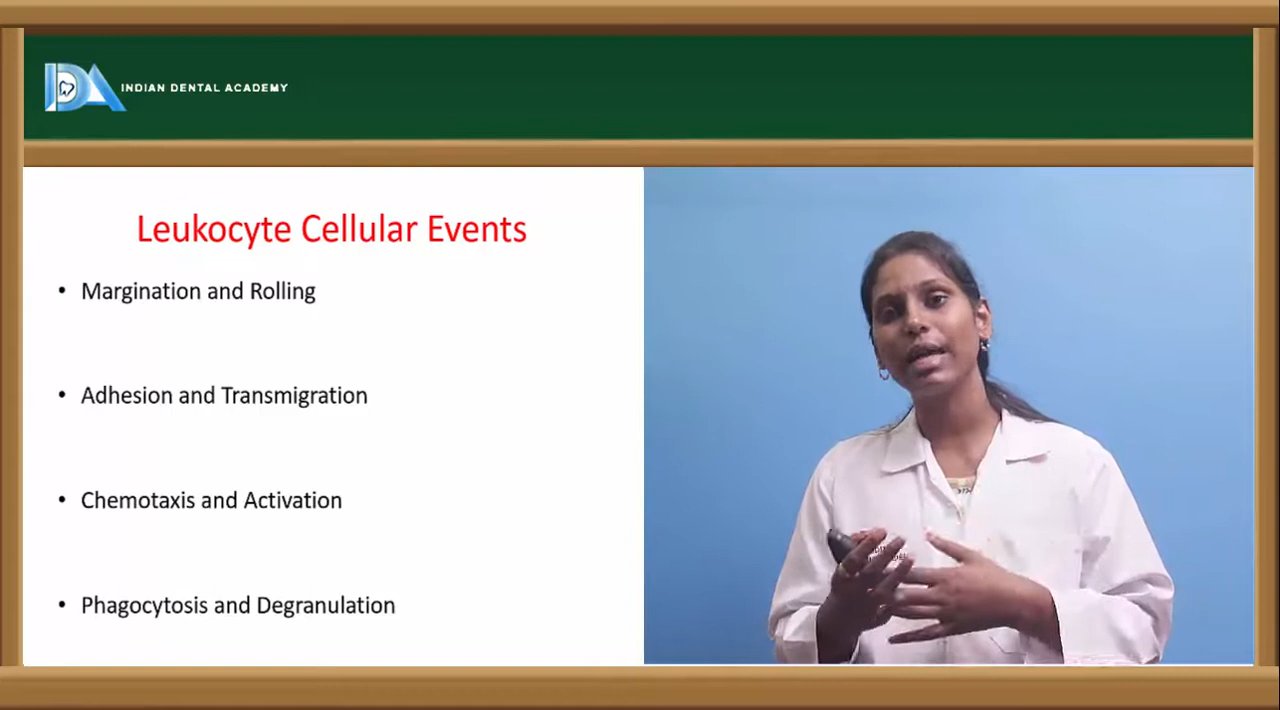 INDIAN DENTAL ACADEMY
Leukocyte Cellular Events
• Margination and Rolling
• Adhesion and Transmigration
• Chemotaxis and Activation
• Phagocytosis and Degranulation